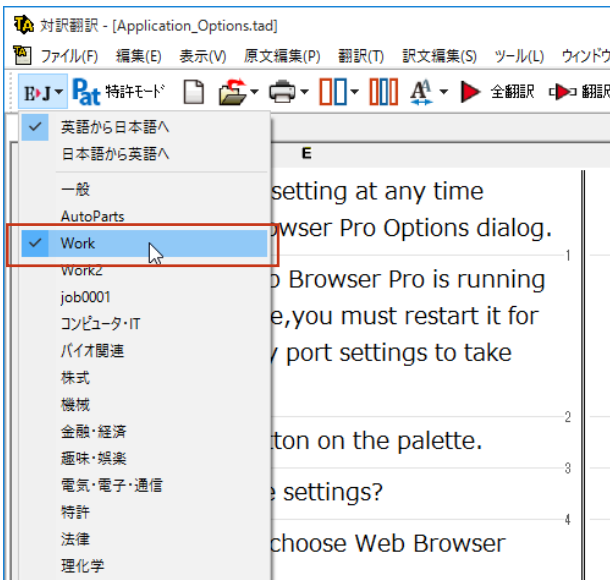 対訳翻訳 - [Application_Options.tad]
ファイル(F) 編集(E) 表示(V) 原文編集(P) 翻訳(T) 訳文編集(S) ツール(L) ウィンドウ
E▸J Pat 特許モード 全翻訳 翻訳
英語から日本語へ
日本語から英語へ
E
一般
setting at any time
AutoParts
wser Pro Options dialog.
Work
1
Work2
Browser Pro is running
job0001
e,you must restart it for
コンピュータ・IT
バイオ関連
port settings to take
株式
機械
2
金融・経済
ton on the palette.
趣味・娯楽
3
電気・電子・通信
settings?
特許
4
法律
choose Web Browser
理化学